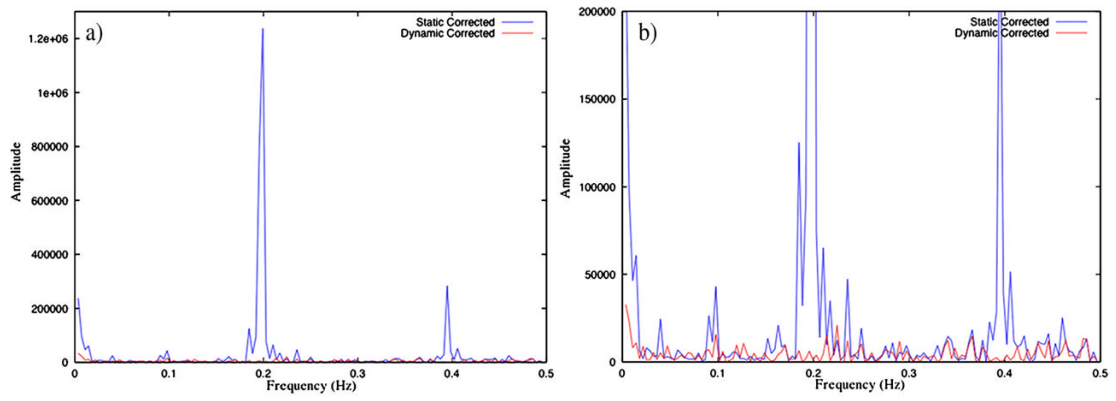 a)
Static Corrected
Dynamic Corrected
1.2e+06
1e+06
800000
600000
400000
200000
0
Amplitude
0
0.1
0.2
0.3
0.4
0.5
Frequency (Hz)
b)
Static Corrected
Dynamic Corrected
200000
150000
100000
50000
0
Amplitude
0
0.1
0.2
0.3
0.4
0.5
Frequency (Hz)